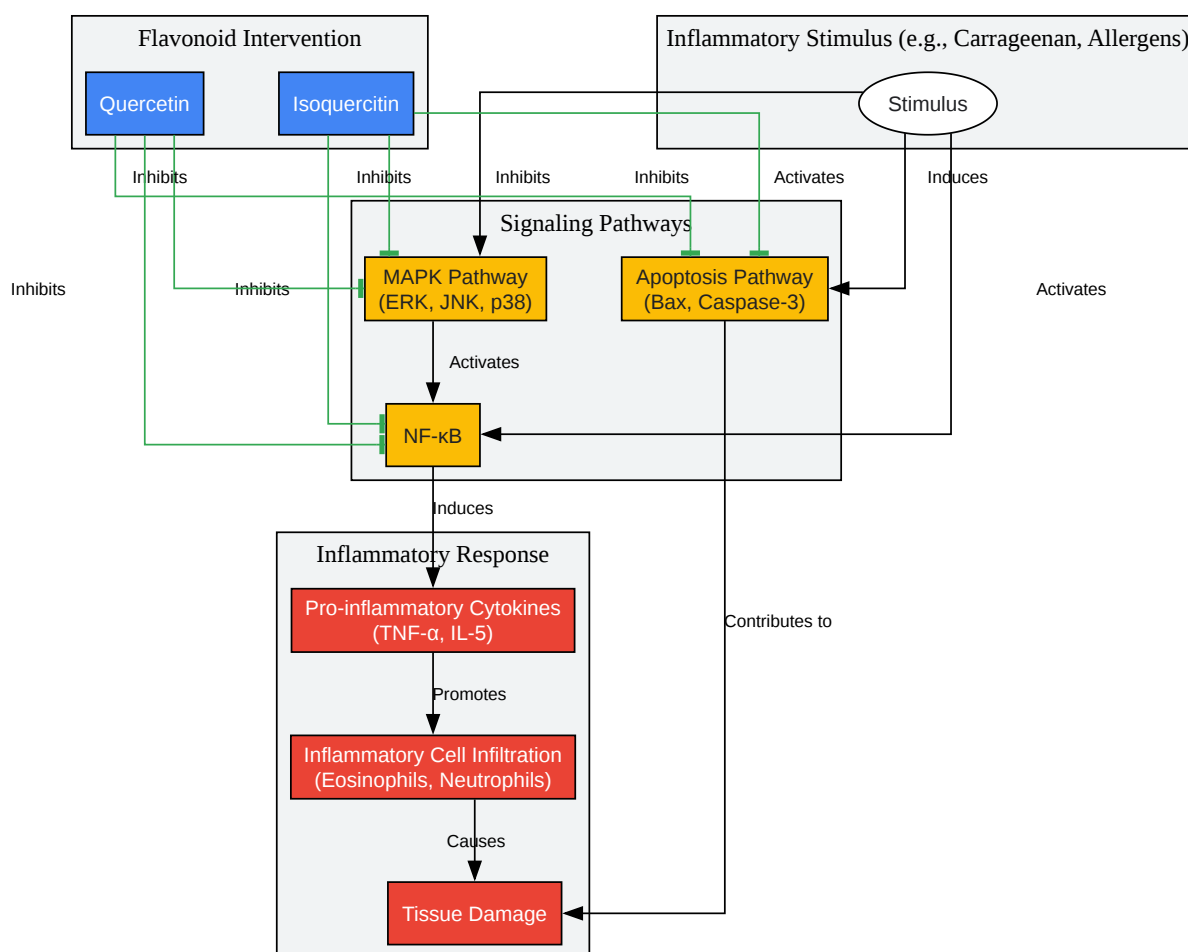 Flavonoid Intervention
Inflammatory Stimulus (e.g., Carrageenan, Allergens)
Quercetin
Isoquercitin
Stimulus
Inhibits
Inhibits
Inhibits
Inhibits
Activates
Induces
Signaling Pathways
MAPK Pathway
(ERK, JNK, p38)
Apoptosis Pathway
(Bax, Caspase-3)
Inhibits
Inhibits
Activates
Activates
NF-κB
Induces
Inflammatory Response
Pro-inflammatory Cytokines
(TNF-α, IL-5)
Contributes to
Promotes
Inflammatory Cell Infiltration
(Eosinophils, Neutrophils)
Causes
Tissue Damage